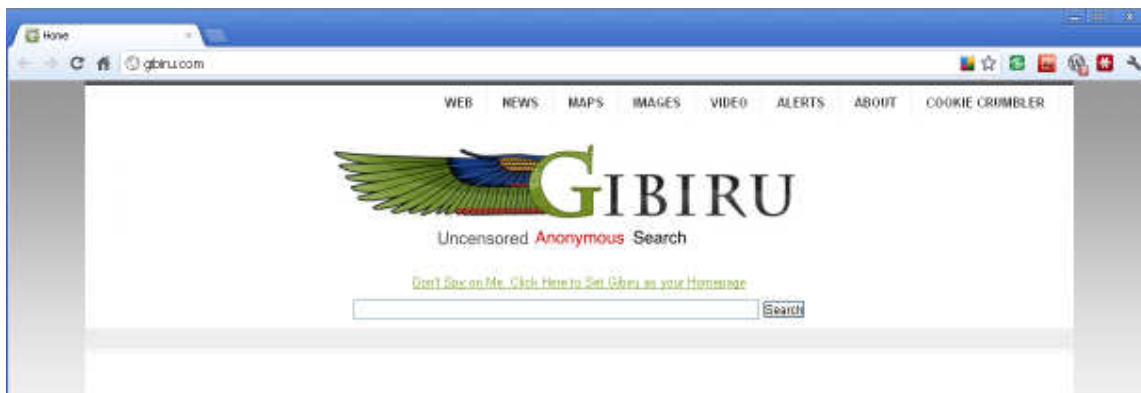 Home
gibiru.com
WEB NEWS MAPS IMAGES VIDEO ALERTS ABOUT COOKIE CRUMBLER
GIBIRU
Uncensored Anonymous Search
Don't Spy on Me. Click Here to Set Gibiru as your Homepage
Search